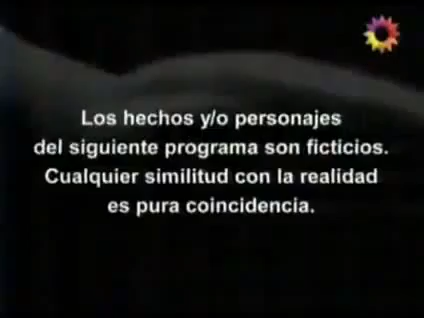 Los hechos y/o personajes
del siguiente programa son ficticios.
Cualquier similitud con la realidad
es pura coincidencia.